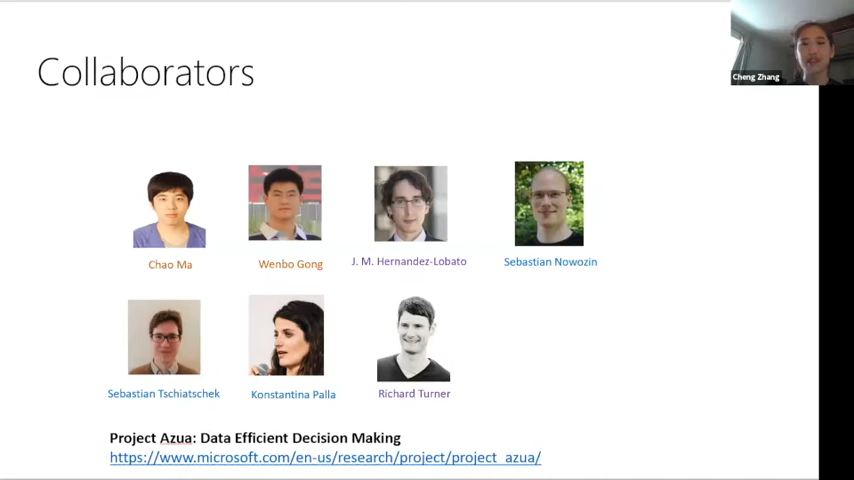 Collaborators
Cheng Zhang
Chao Ma
Wenbo Gong
J. M. Hernandez-Lobato
Sebastian Nowozin
Sebastian Tschiatschek
Konstantina Palla
Richard Turner
Project Azua: Data Efficient Decision Making
https://www.microsoft.com/en-us/research/project/project_azua/